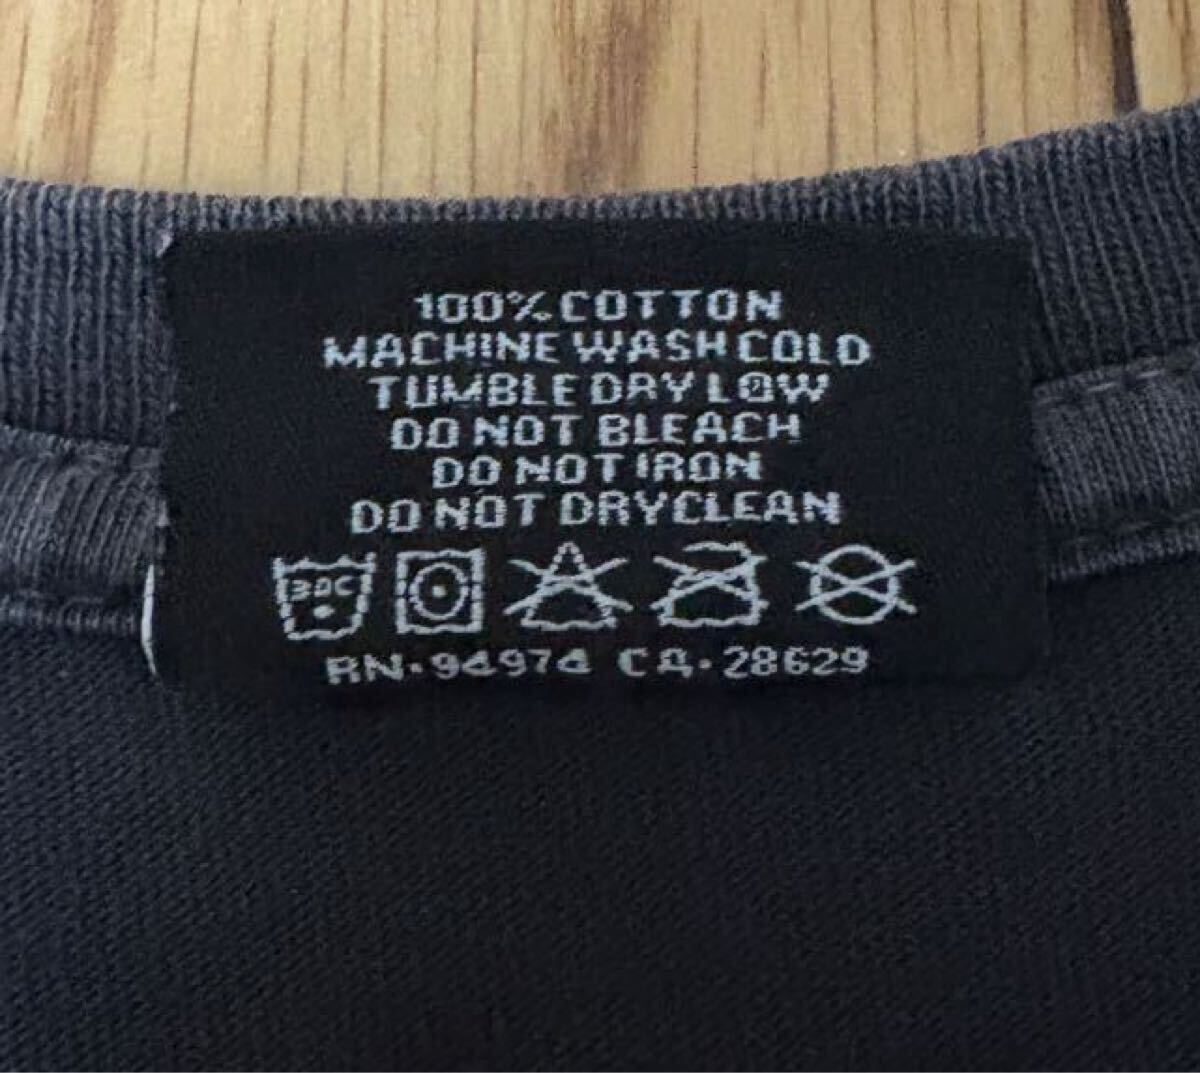 100% COTTON
MACHINE WASH COLD
TUMBLE DRY LOW
DO NOT BLEACH
DO NOT IRON
DO NOT DRYCLEAN
30C
RN·94974 CA·28629